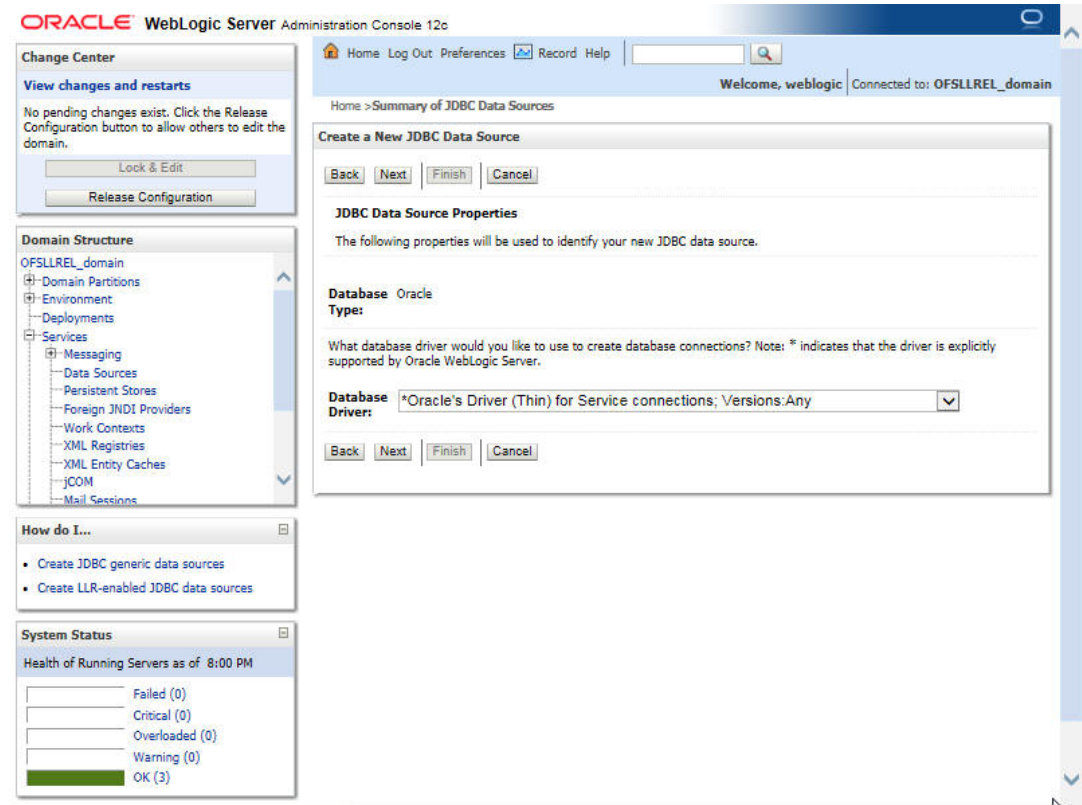 ORACLE WebLogic Server Administration Console 12c
Change Center
View changes and restarts
No pending changes exist. Click the Release
Configuration button to allow others to edit the
domain.
Lock & Edit
Release Configuration
Domain Structure
OFSLLREL_domain
Domain Partitions
Environment
Deployments
Services
Messaging
Data Sources
Persistent Stores
Foreign JNDI Providers
Work Contexts
XML Registries
XML Entity Caches
jCOM
Mail Sessions
How do I...
Create JDBC generic data sources
Create LLR-enabled JDBC data sources
System Status
Health of Running Servers as of 8:00 PM
Failed (0)
Critical (0)
Overloaded (0)
Warning (0)
OK (3)
Home Log Out Preferences Record Help
Welcome, weblogic Connected to: OFSLLREL_domain
Home >Summary of JDBC Data Sources
Create a New JDBC Data Source
Back Next Finish Cancel
JDBC Data Source Properties
The following properties will be used to identify your new JDBC data source.
Database Oracle
Type:
What database driver would you like to use to create database connections? Note: * indicates that the driver is explicitly
supported by Oracle WebLogic Server.
Database *Oracle's Driver (Thin) for Service connections; Versions:Any
Driver:
Back Next Finish Cancel